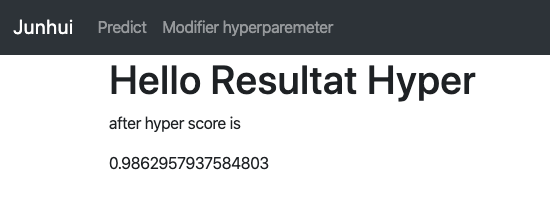 Junhui Predict Modifier hyperparemeter
Hello Resultat Hyper
after hyper score is
0.9862957937584803